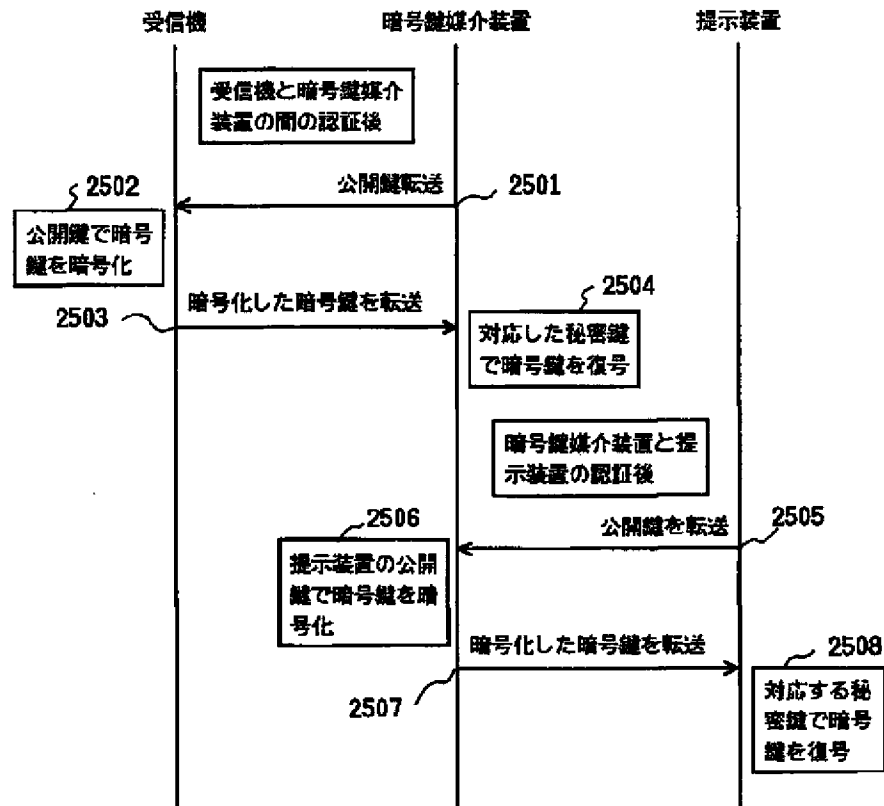 受信機
暗号鍵媒介装置
提示装置
受信機と暗号鍵媒介
装置の間の認証後
公開鍵転送
2501
2502
公開鍵で暗号
鍵を暗号化
暗号化した暗号鍵を転送
2503
2504
対応した秘密鍵
で暗号鍵を復号
暗号鍵媒介装置と提
示装置の認証後
公開鍵を転送
2505
2506
提示装置の公開
鍵で暗号鍵を暗
号化
暗号化した暗号鍵を転送
2507
2508
対応する秘
密鍵で暗号
鍵を復号